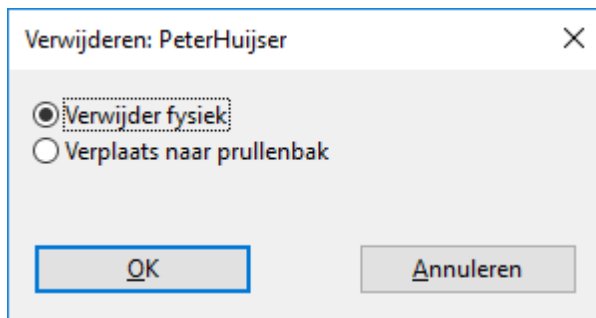 Verwijderen: PeterHuijser
Verwijder fysiek
Verplaats naar prullenbak
OK
Annuleren